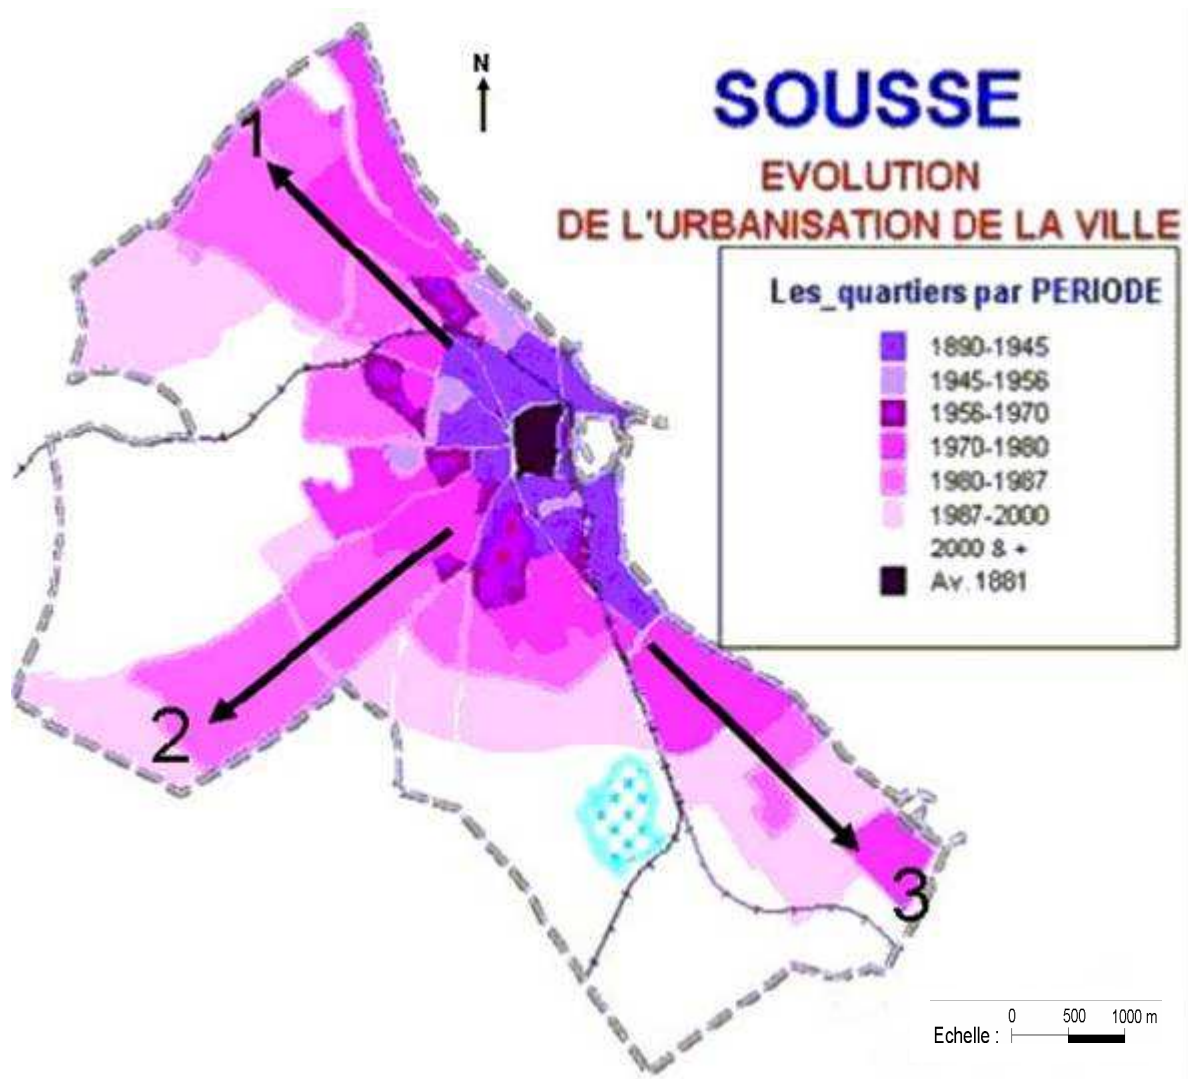 N
SOUSSE
EVOLUTION
DE L'URBANISATION DE LA VILLE
Les_quartiers par PERIODE
1890-1945
1945-1956
1956-1970
1970-1980
1980-1987
1987-2000
2000 & +
Av. 1881
1
2
3
0 500 1000 m
Echelle :